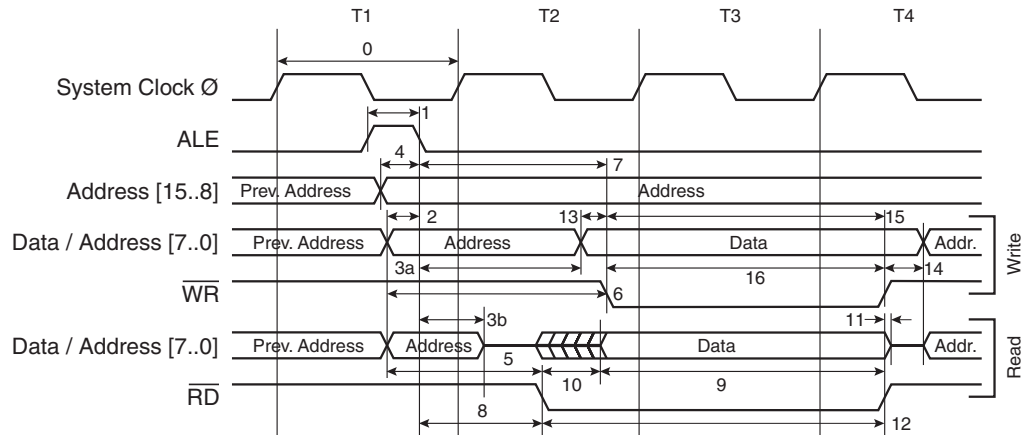 T1 T2 T3 T4
0
System Clock Ø
1
ALE
4 7
Address [15..8] Prev. Address Address
2 13 15
Data / Address [7..0] Prev. Address Address Data Addr.
3a 16 14
WR 6
Write
3b 11
Data / Address [7..0] Prev. Address Address Data Addr.
5 10 9
RD
Read
8 12